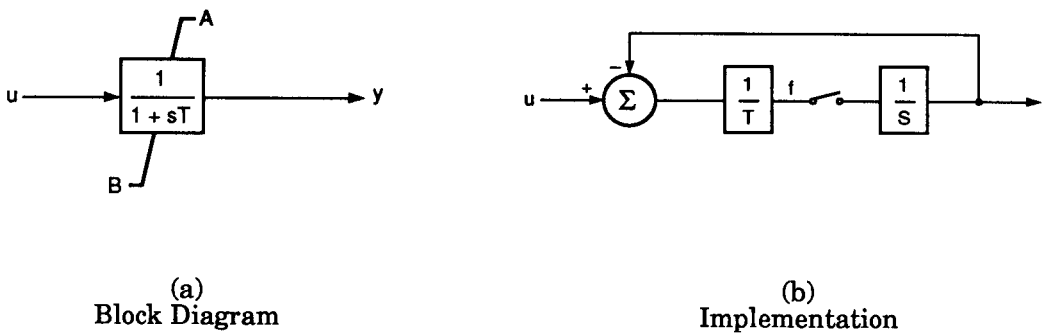 A
u
1
1 + sT
y
B
(a)
Block Diagram
−
u
+
Σ
1
T
f
1
S
(b)
Implementation